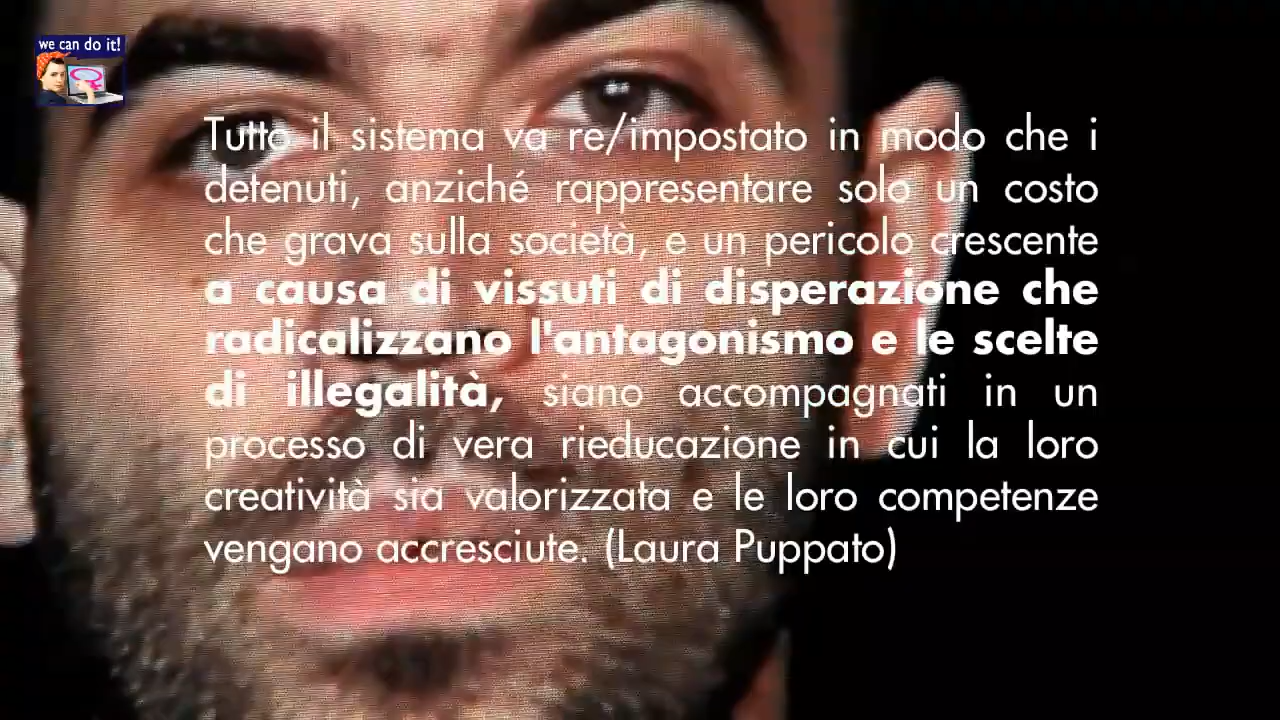 we can do it!
Tutto il sistema va re/impostato in modo che i
detenuti, anziché rappresentare solo un costo
che grava sulla società, e un pericolo crescente
a causa di vissuti di disperazione che
radicalizzano l'antagonismo e le scelte
di illegalità, siano accompagnati in un
processo di vera rieducazione in cui la loro
creatività sia valorizzata e le loro competenze
vengano accresciute. (Laura Puppato)